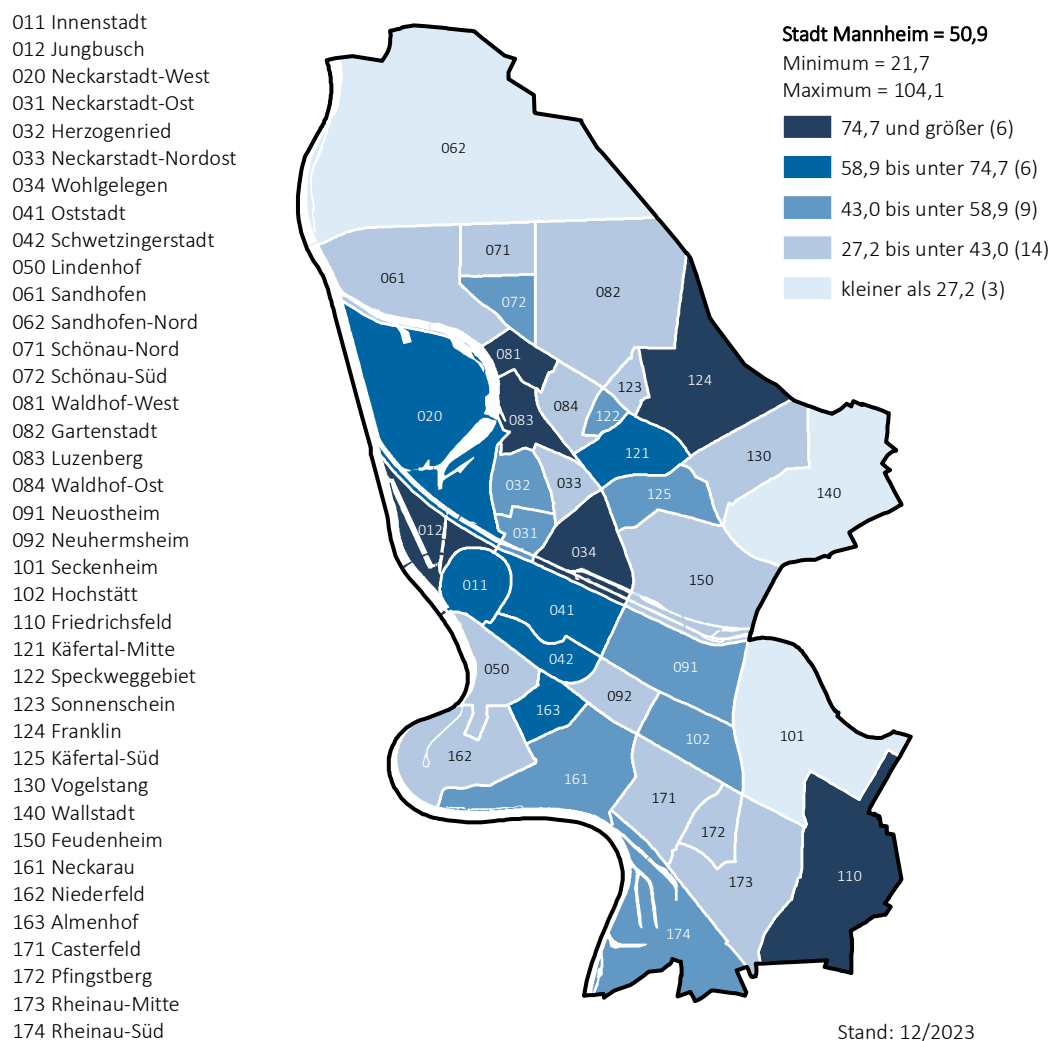 011 Innenstadt
012 Jungbusch
020 Neckarstadt-West
031 Neckarstadt-Ost
032 Herzogenried
033 Neckarstadt-Nordost
034 Wohlgelegen
041 Oststadt
042 Schwetzingerstadt
050 Lindenhof
061 Sandhofen
062 Sandhofen-Nord
071 Schönau-Nord
072 Schönau-Süd
081 Waldhof-West
082 Gartenstadt
083 Luzenberg
084 Waldhof-Ost
091 Neuostheim
092 Neuhermsheim
101 Seckenheim
102 Hochstätt
110 Friedrichsfeld
121 Käfertal-Mitte
122 Speckweggebiet
123 Sonnenschein
124 Franklin
125 Käfertal-Süd
130 Vogelstang
140 Wallstadt
150 Feudenheim
161 Neckarau
162 Niederfeld
163 Almenhof
171 Casterfeld
172 Pfingstberg
173 Rheinau-Mitte
174 Rheinau-Süd
Stadt Mannheim = 50,9
Minimum = 21,7
Maximum = 104,1
74,7 und größer (6)
58,9 bis unter 74,7 (6)
43,0 bis unter 58,9 (9)
27,2 bis unter 43,0 (14)
kleiner als 27,2 (3)
062
071
061
082
072
081
124
123
084
020
083
122
121
130
032
033
125
140
012
031
034
150
011
041
042
091
050
092
163
102
101
162
161
171
172
110
173
174
Stand: 12/2023